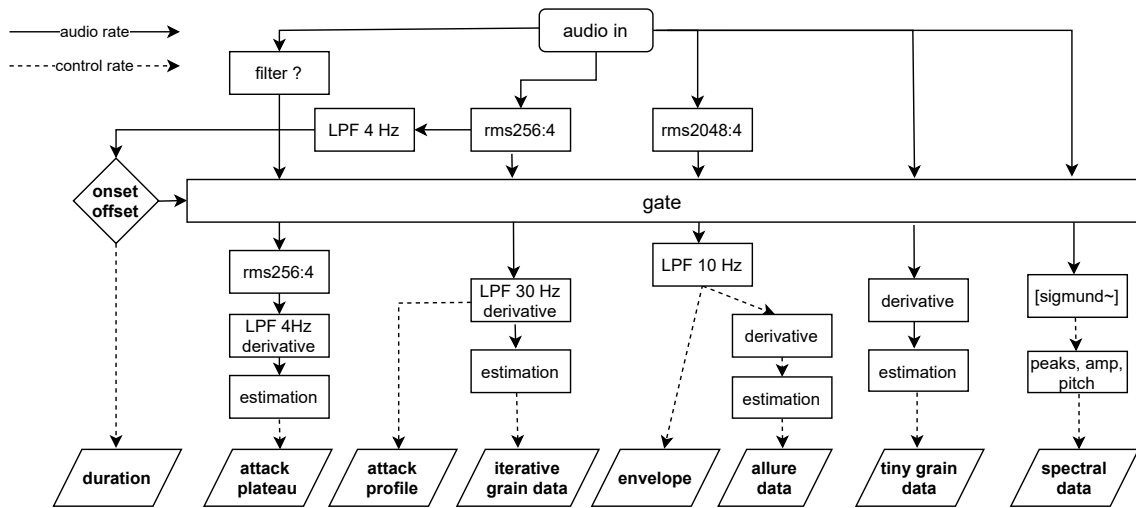 audio in
audio rate
control rate
filter ?
LPF 4 Hz
rms256:4
rms2048:4
onset
offset
gate
rms256:4
LPF 4Hz
derivative
estimation
LPF 30 Hz
derivative
estimation
LPF 10 Hz
derivative
estimation
derivative
estimation
[sigmund~]
peaks, amp,
pitch
duration
attack
plateau
attack
profile
iterative
grain data
envelope
allure
data
tiny grain
data
spectral
data